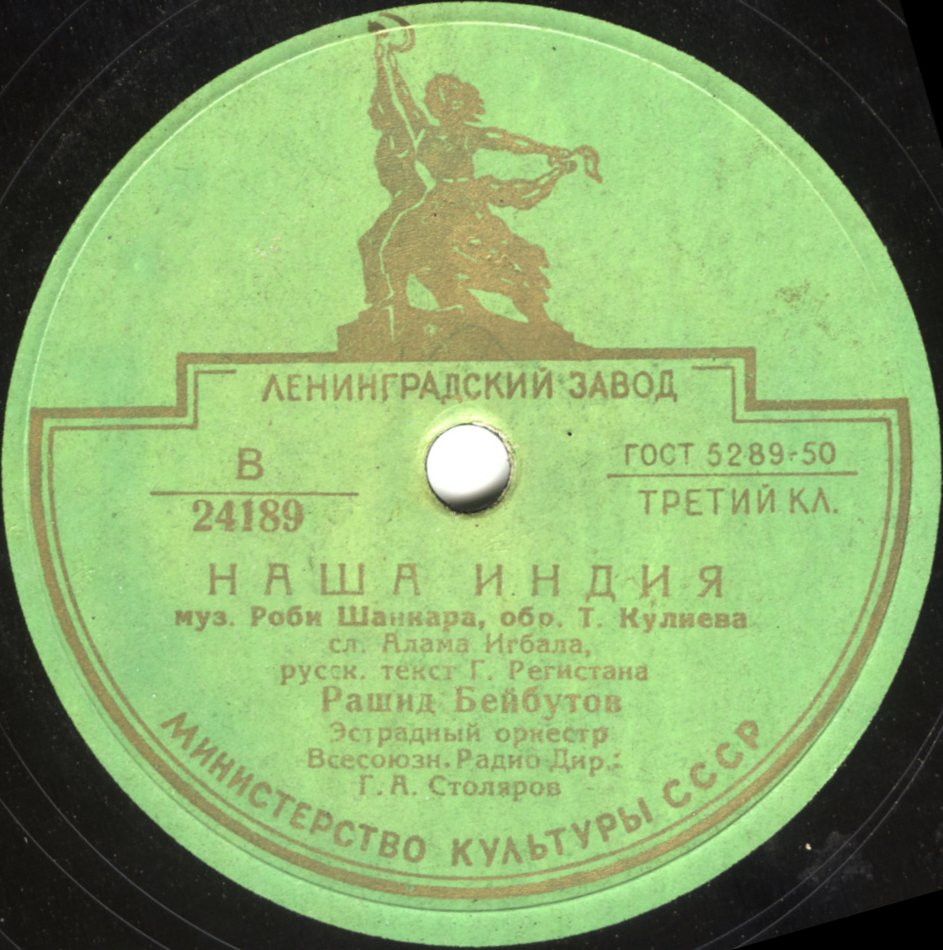 ЛЕНИНГРАДСКИЙ ЗАВОД
В
24189
ГОСТ 5289-50
ТРЕТИЙ КЛ.
НАША ИНДИЯ
муз. Роби Шанкара, обр. Т. Кулиева
сл. Алама Игбала,
русск. текст Г. Регистана
Рашид Бейбутов
Эстрадный оркестр
Всесоюзн. Радио Дир.:
Г. А. Столяров
МИНИСТЕРСТВО КУЛЬТУРЫ СССР